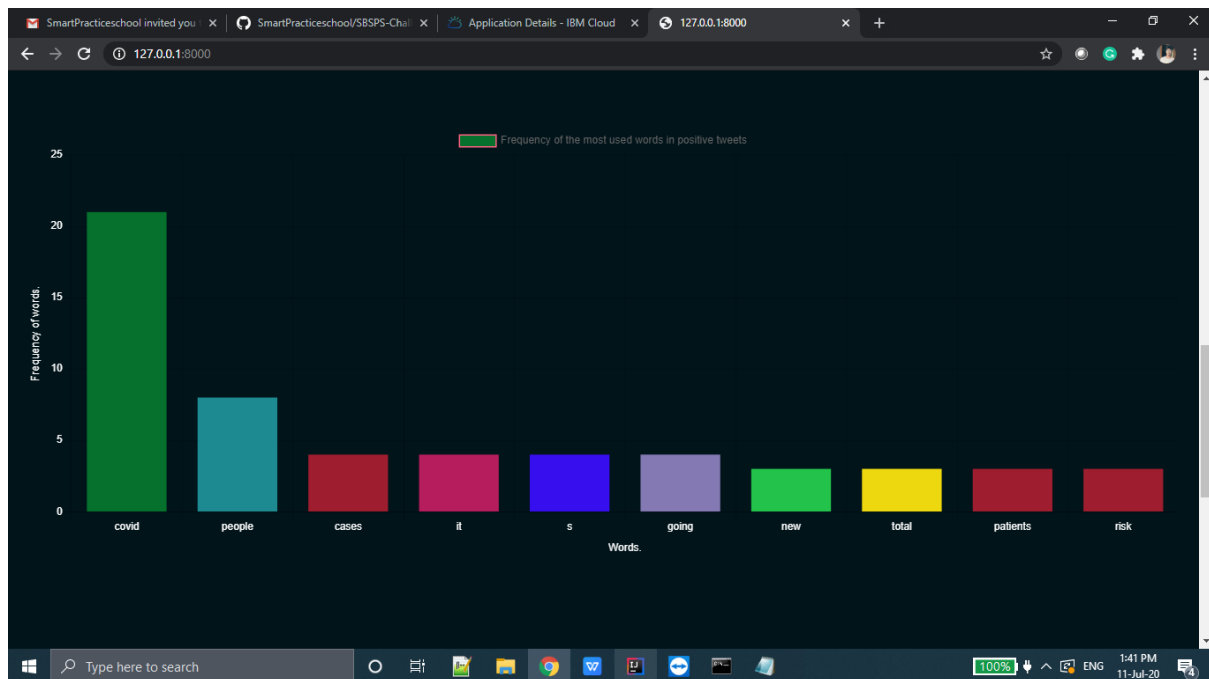 SmartPracticeschool invited you
SmartPracticeschool/SBSPS-Chal
Application Details - IBM Cloud
127.0.0.1:8000
127.0.0.1:8000
Frequency of the most used words in positive tweets
25
20
15
10
5
0
Frequency of words.
covid people cases it s going new total patients risk
Words.
Type here to search
100%
ENG
1:41 PM
11-Jul-20
4